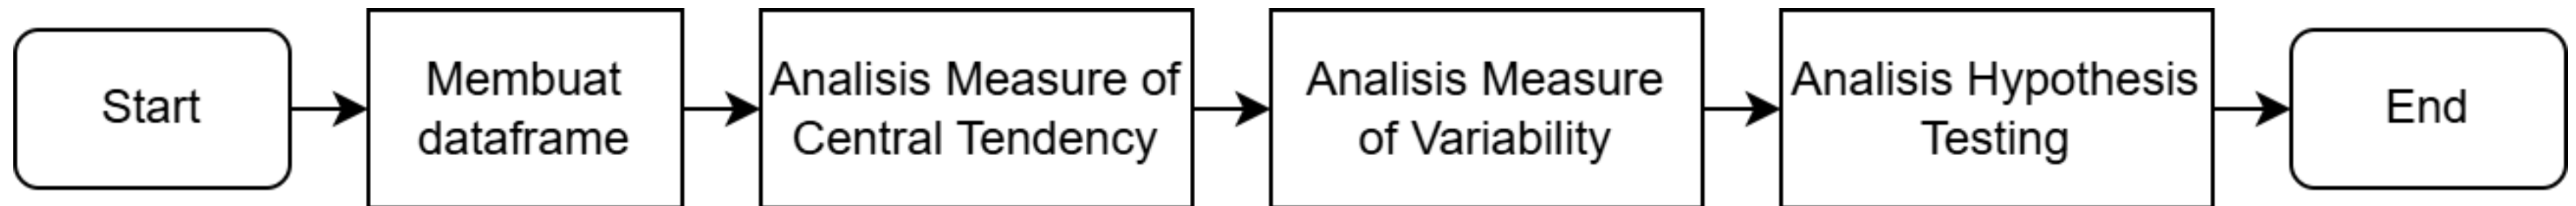 Start
Membuat
dataframe
Analisis Measure of
Central Tendency
Analisis Measure
of Variability
Analisis Hypothesis
Testing
End